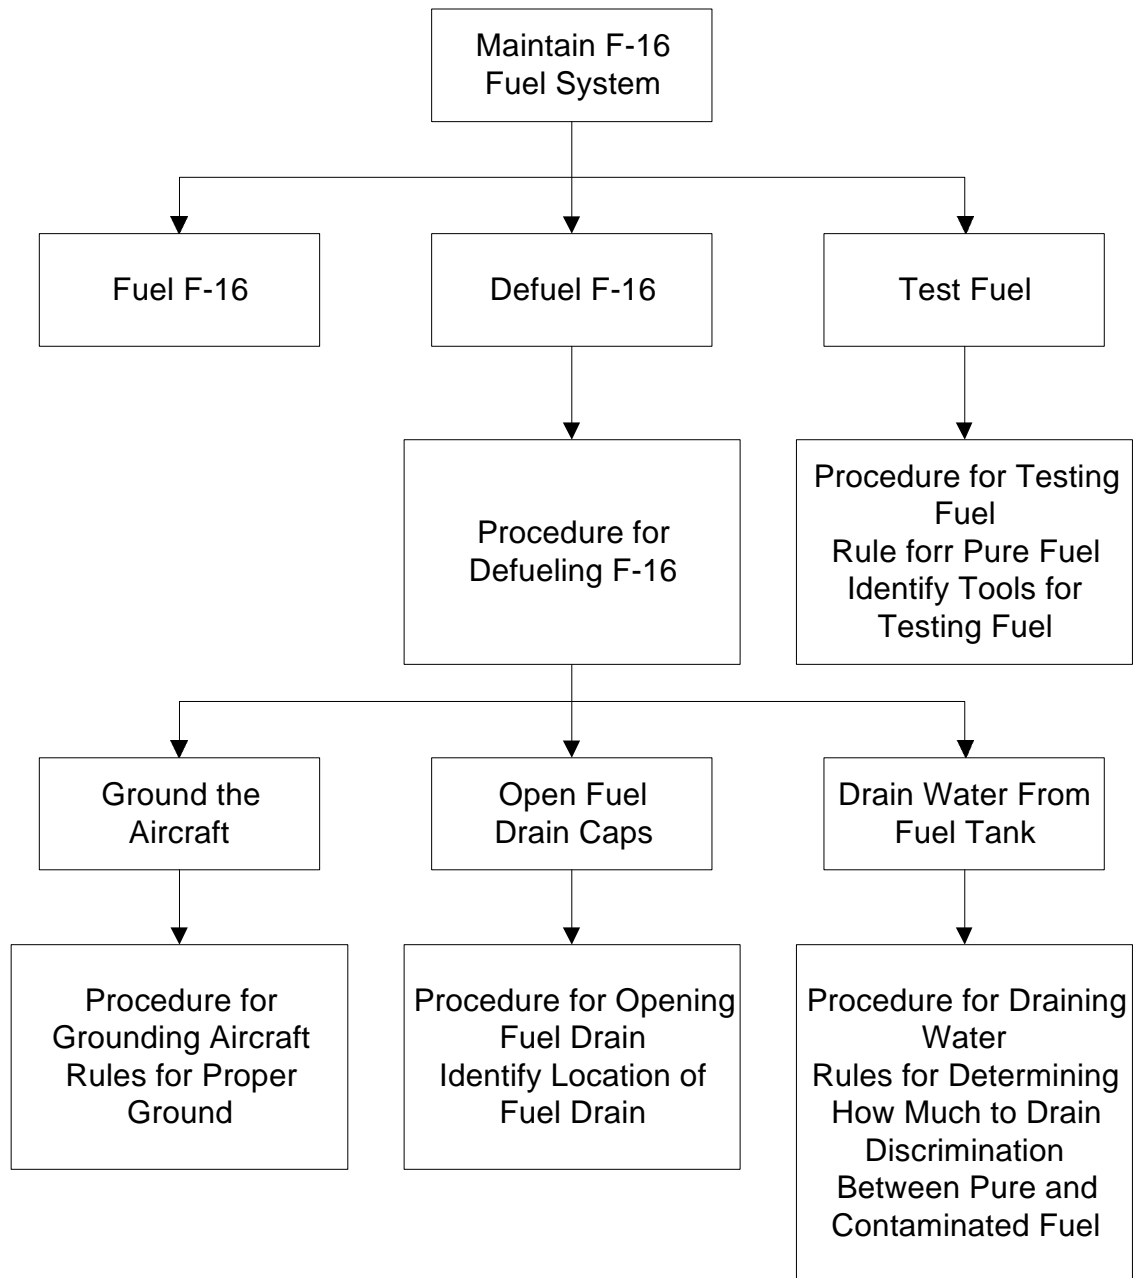 Maintain F-16
Fuel System
Fuel F-16
Defuel F-16
Test Fuel
Procedure for
Defueling F-16
Procedure for Testing
Fuel
Rule forr Pure Fuel
Identify Tools for
Testing Fuel
Ground the
Aircraft
Open Fuel
Drain Caps
Drain Water From
Fuel Tank
Procedure for
Grounding Aircraft
Rules for Proper
Ground
Procedure for Opening
Fuel Drain
Identify Location of
Fuel Drain
Procedure for Draining
Water
Rules for Determining
How Much to Drain
Discrimination
Between Pure and
Contaminated Fuel